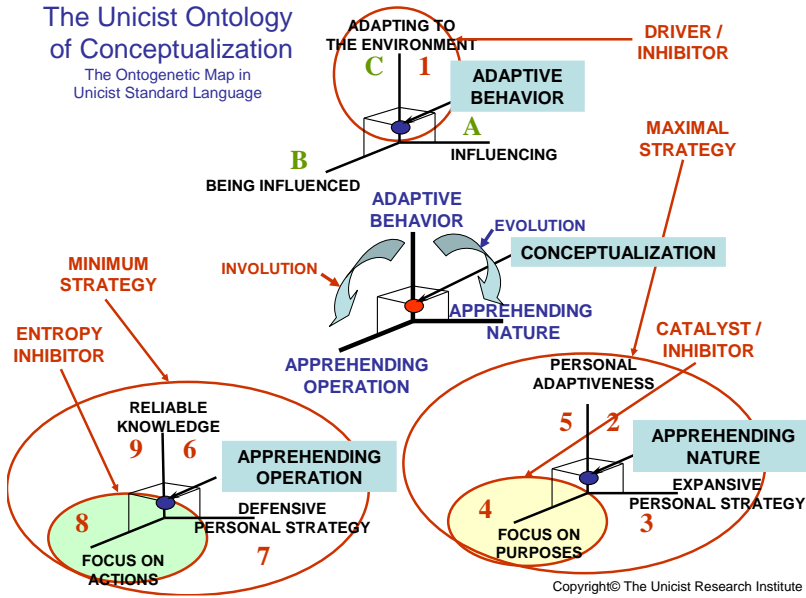 The Unicist Ontology
of Conceptualization
The Ontogenetic Map in
Unicist Standard Language
ADAPTING TO
THE ENVIRONMENT
C
1
DRIVER /
INHIBITOR
ADAPTIVE
BEHAVIOR
A
INFLUENCING
B
BEING INFLUENCED
MAXIMAL
STRATEGY
ADAPTIVE
BEHAVIOR
EVOLUTION
INVOLUTION
CONCEPTUALIZATION
APPREHENDING
NATURE
APPREHENDING
OPERATION
MINIMUM
STRATEGY
ENTROPY
INHIBITOR
CATALYST /
INHIBITOR
RELIABLE
KNOWLEDGE
9
6
APPREHENDING
OPERATION
DEFENSIVE
PERSONAL STRATEGY
8
7
FOCUS ON
ACTIONS
PERSONAL
ADAPTIVENESS
5
2
APPREHENDING
NATURE
EXPANSIVE
PERSONAL STRATEGY
4
3
FOCUS ON
PURPOSES
Copyright© The Unicist Research Institute